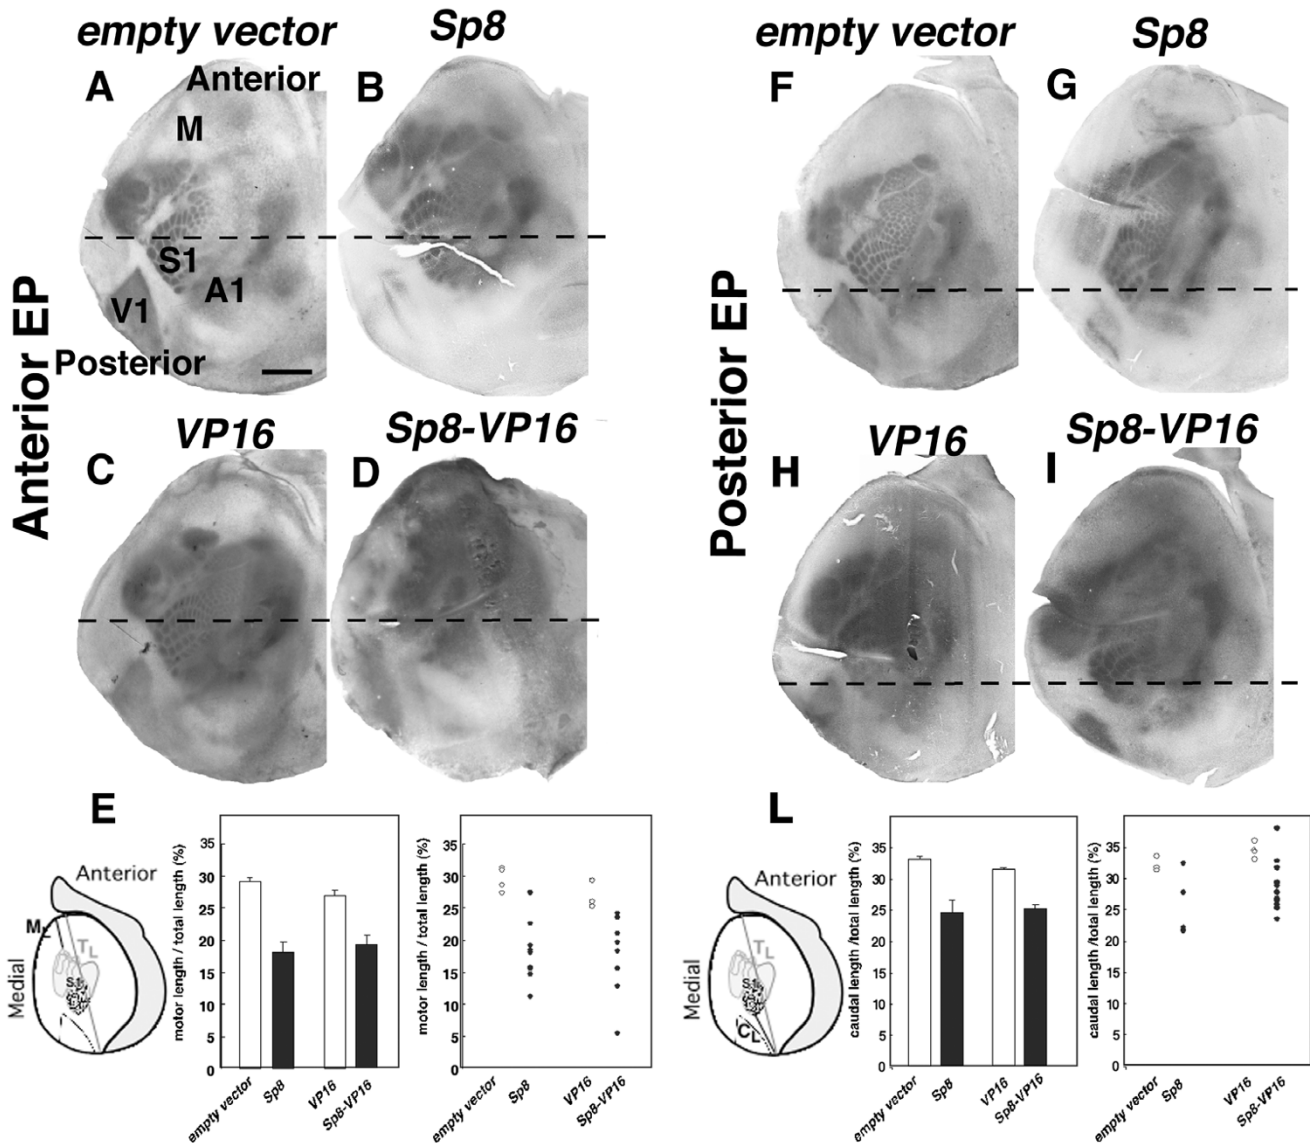 empty vector
Sp8
A
Anterior
B
M
S1
A1
V1
Posterior
Anterior EP
VP16
Sp8-VP16
C
D
empty vector
Sp8
F
G
Posterior EP
VP16
Sp8-VP16
H
I
E
Anterior
ML
TL
S1
Medial
motor length / total length (%)
35
30
25
20
15
10
5
0
empty vector
Sp8
VP16
Sp8-VP16
motor length / total length (%)
35
30
25
20
15
10
5
0
empty vector
Sp8
VP16
Sp8-VP16
L
Anterior
TL
S1
CL
Medial
caudal length /total length (%)
35
30
25
20
15
10
5
0
empty vector
Sp8
VP16
Sp8-VP16
caudal length/total length (%)
35
30
25
20
15
10
5
0
empty vector
Sp8
VP16
Sp8-VP16